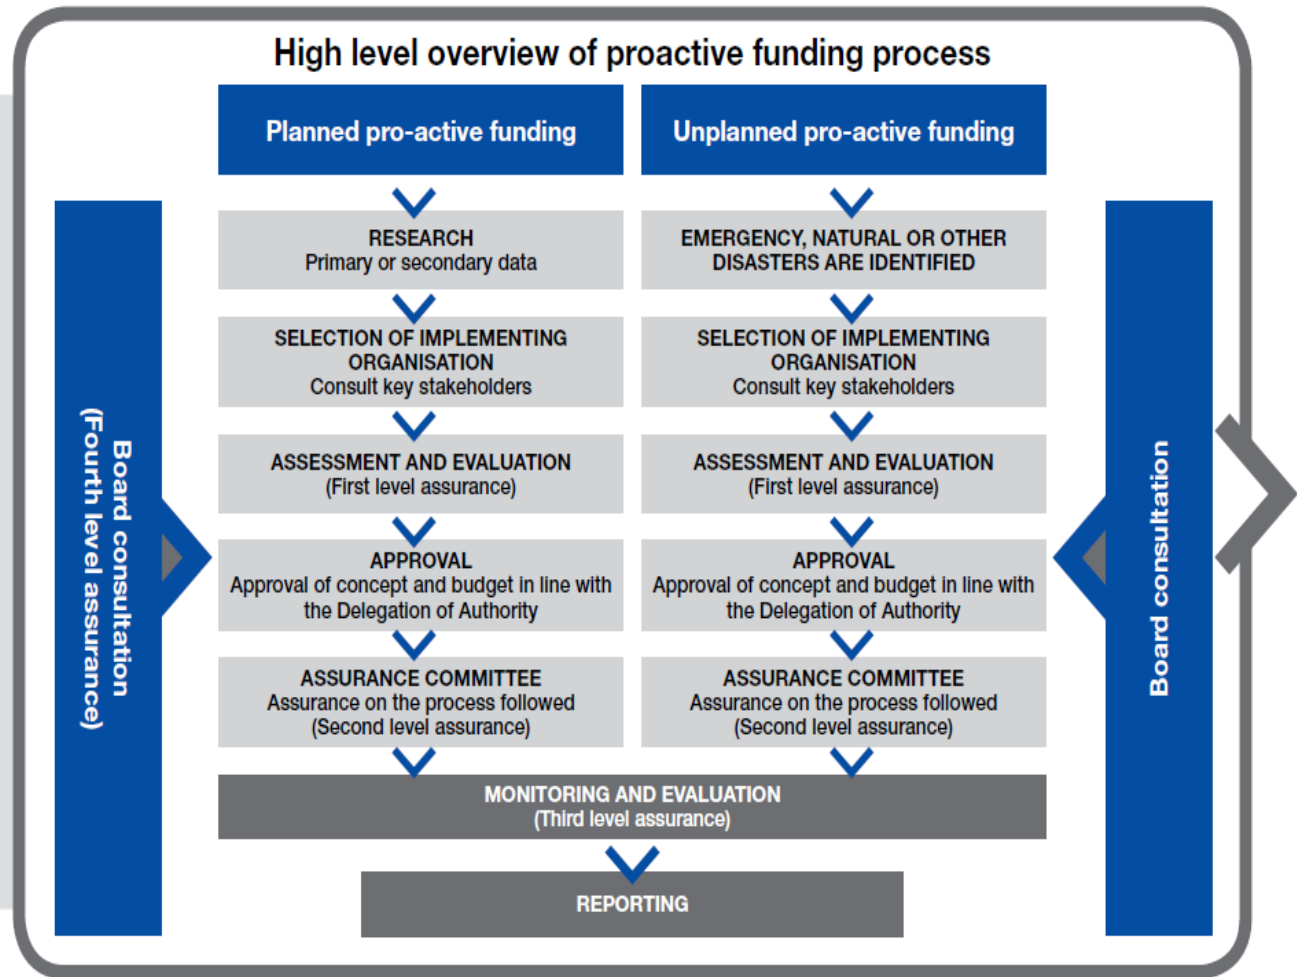 High level overview of proactive funding process
Planned pro-active funding
Unplanned pro-active funding
Board consultation
(Fourth level assurance)
RESEARCH
Primary or secondary data
EMERGENCY, NATURAL OR OTHER
DISASTERS ARE IDENTIFIED
SELECTION OF IMPLEMENTING
ORGANISATION
Consult key stakeholders
SELECTION OF IMPLEMENTING
ORGANISATION
Consult key stakeholders
ASSESSMENT AND EVALUATION
(First level assurance)
ASSESSMENT AND EVALUATION
(First level assurance)
APPROVAL
Approval of concept and budget in line with
the Delegation of Authority
APPROVAL
Approval of concept and budget in line with
the Delegation of Authority
ASSURANCE COMMITTEE
Assurance on the process followed
(Second level assurance)
ASSURANCE COMMITTEE
Assurance on the process followed
(Second level assurance)
Board consultation
MONITORING AND EVALUATION
(Third level assurance)
REPORTING